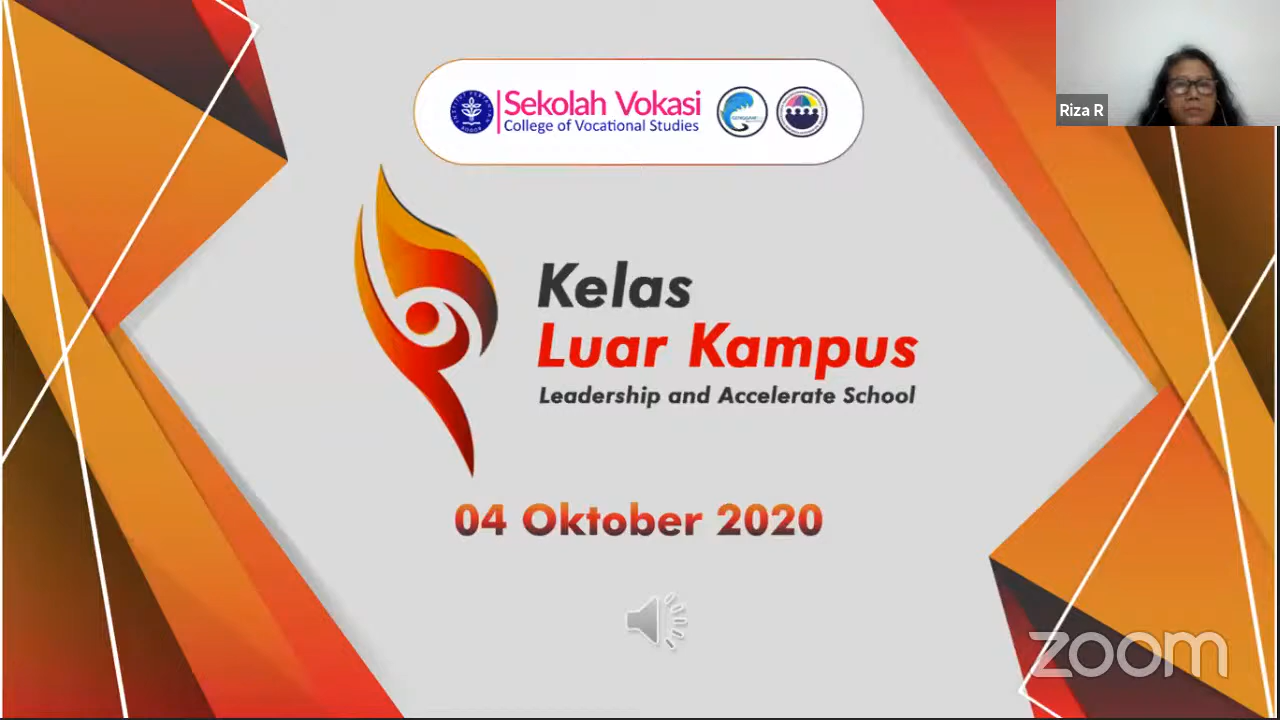 Sekolah Vokasi
College of Vocational Studies
Riza R
Kelas
Luar Kampus
Leadership and Accelerate School
04 Oktober 2020
zoom